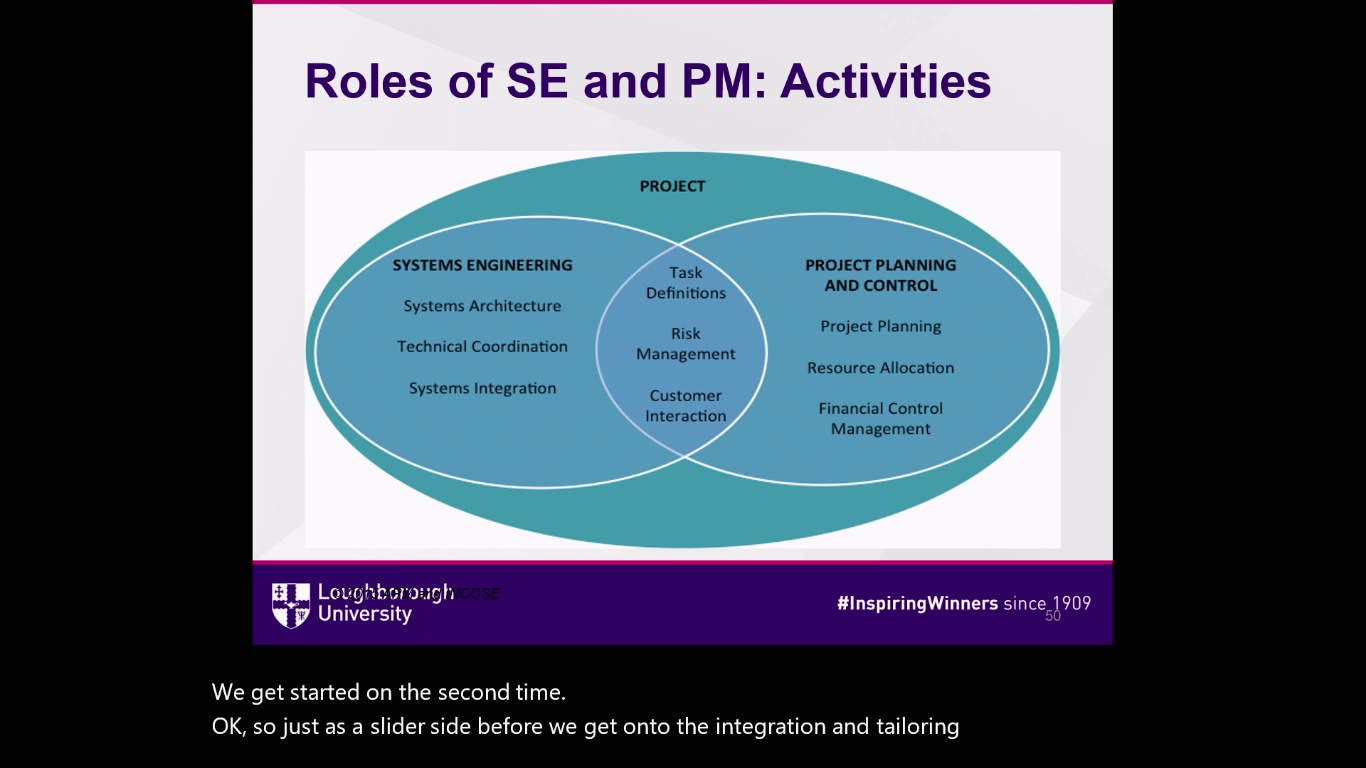 Roles of SE and PM: Activities
PROJECT
SYSTEMS ENGINEERING
Systems Architecture
Technical Coordination
Systems Integration
Task
Definitions
Risk
Management
Customer
Interaction
PROJECT PLANNING
AND CONTROL
Project Planning
Resource Allocation
Financial Control
Management
Loughborough
University
INCOSE
#InspiringWinners since 1909
50
We get started on the second time.
OK, so just as a slider side before we get onto the integration and tailoring